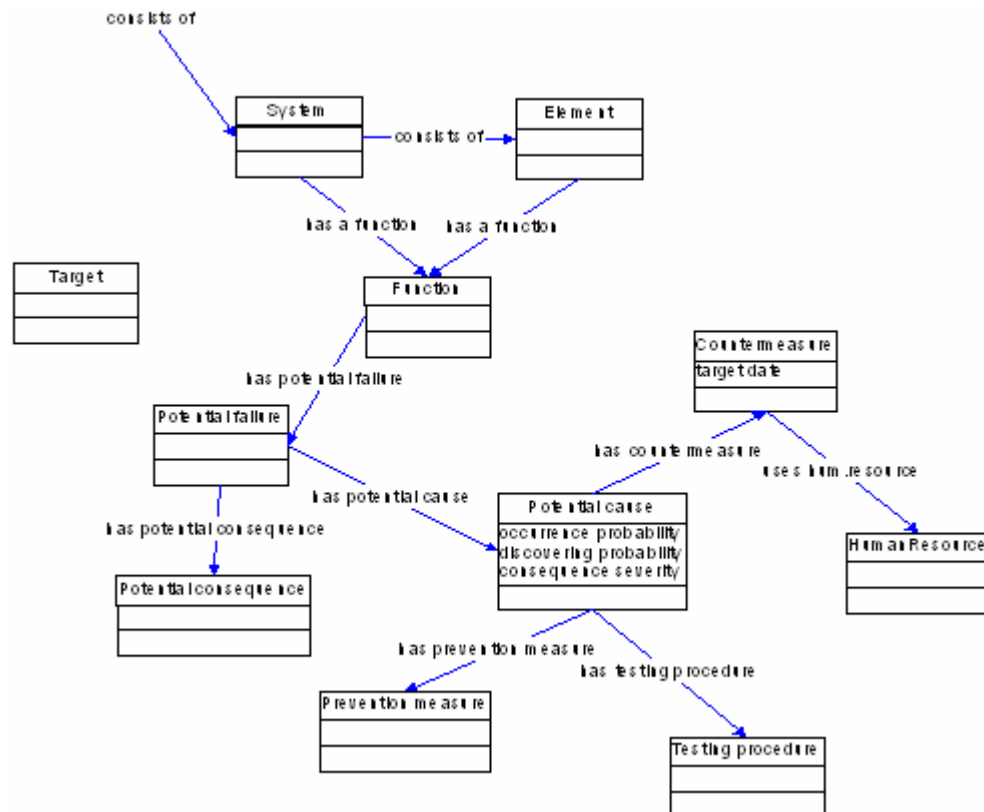 consists of
System
Element
consists of
has a function
has a function
Target
Function
Countermeasure
target date
has potential failure
Potential failure
has countermeasure
uses hum.resource
has potential cause
Potential cause
has potential consequence
occurrence probability
discovering probability
consequence severity
Human Resource
Potential consequence
has prevention measure
has testing procedure
Prevention measure
Testing procedure